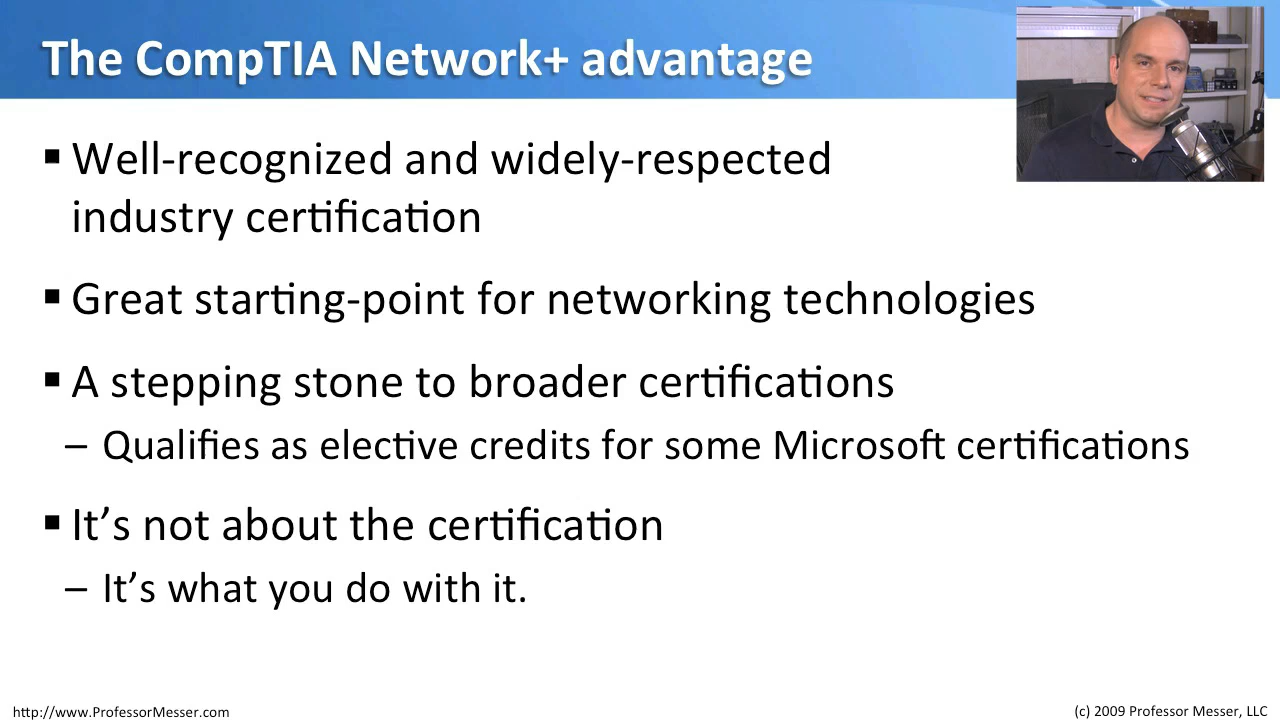 The CompTIA Network+ advantage
▪ Well-recognized and widely-respected
industry certification
▪ Great starting-point for networking technologies
▪ A stepping stone to broader certifications
– Qualifies as elective credits for some Microsoft certifications
▪ It’s not about the certification
– It’s what you do with it.
http://www.ProfessorMesser.com
(c) 2009 Professor Messer, LLC